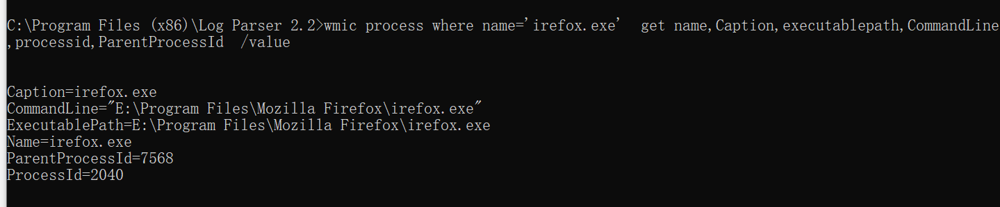 C:\Program Files (x86)\Log Parser 2.2>wmic process where name='irefox.exe'  get name,Caption,executablepath,CommandLine
,processid,ParentProcessId  /value
Caption=irefox.exe
CommandLine="E:\Program Files\Mozilla Firefox\irefox.exe"
ExecutablePath=E:\Program Files\Mozilla Firefox\irefox.exe
Name=irefox.exe
ParentProcessId=7568
ProcessId=2040